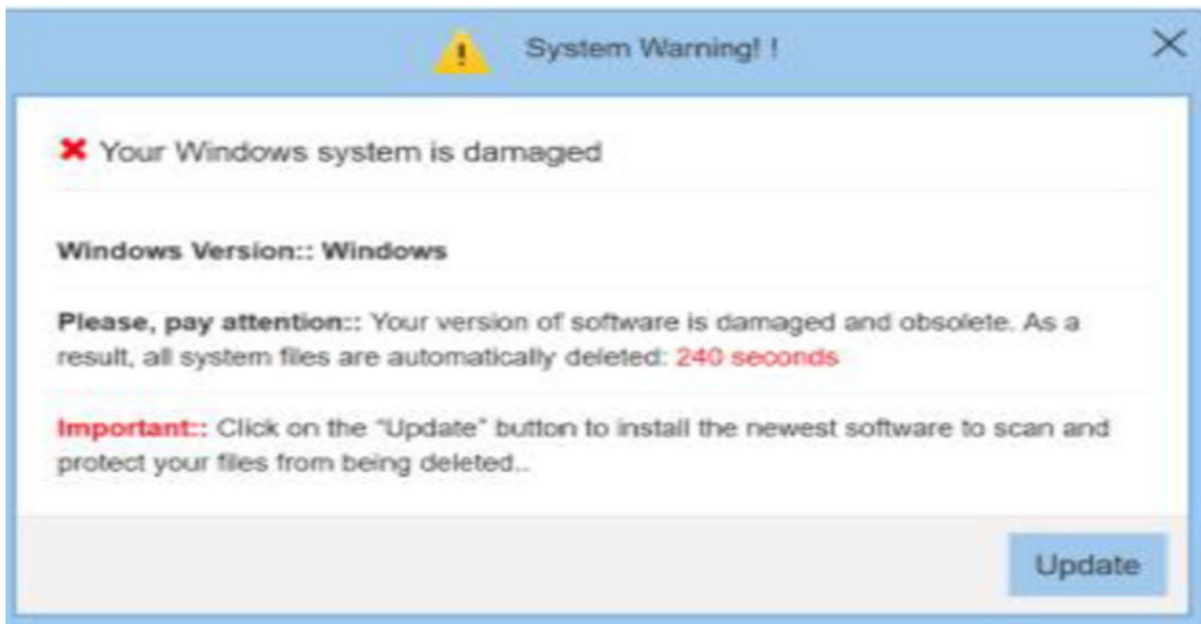 System Warning! !
Your Windows system is damaged
Windows Version:: Windows
Please, pay attention:: Your version of software is damaged and obsolete. As a
result, all system files are automatically deleted: 240 seconds
Important:: Click on the "Update" button to install the newest software to scan and
protect your files from being deleted..
Update